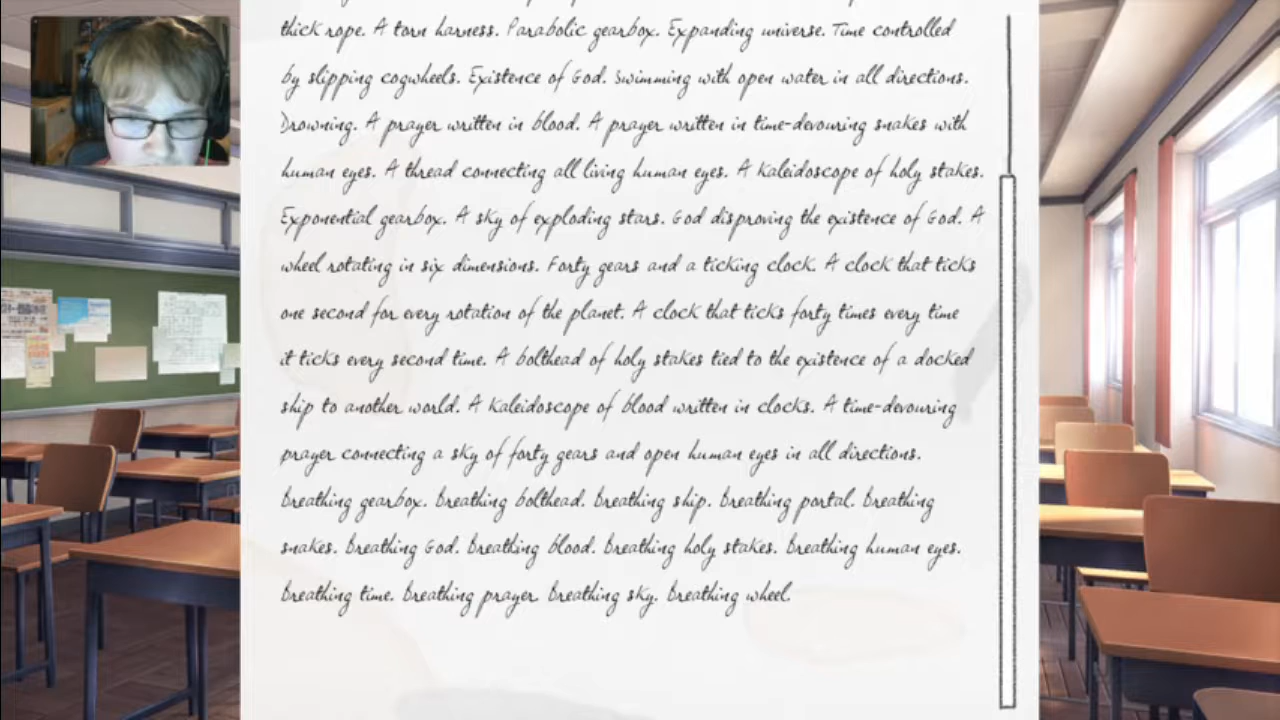 thick rope. A torn harness. Parabolic gearbox. Expanding universe. Time controlled
by slipping cogwheels. Existence of God. Swimming with open water in all directions.
Drowning. A prayer written in blood. A prayer written in time-devouring snakes with
human eyes. A thread connecting all living human eyes. A kaleidoscope of holy stakes.
Exponential gearbox. A sky of exploding stars. God disproving the existence of God. A
wheel rotating in six dimensions. Forty gears and a ticking clock. A clock that ticks
one second for every rotation of the planet. A clock that ticks forty times every time
it ticks every second time. A bolthead of holy stakes tied to the existence of a docked
ship to another world. A kaleidoscope of blood written in clocks. A time-devouring
prayer connecting a sky of forty gears and open human eyes in all directions.
Breathing gearbox. Breathing bolthead. Breathing ship. Breathing portal. Breathing
snakes. Breathing God. Breathing blood. Breathing holy stakes. Breathing human eyes.
Breathing time. Breathing prayer. Breathing sky. Breathing wheel.